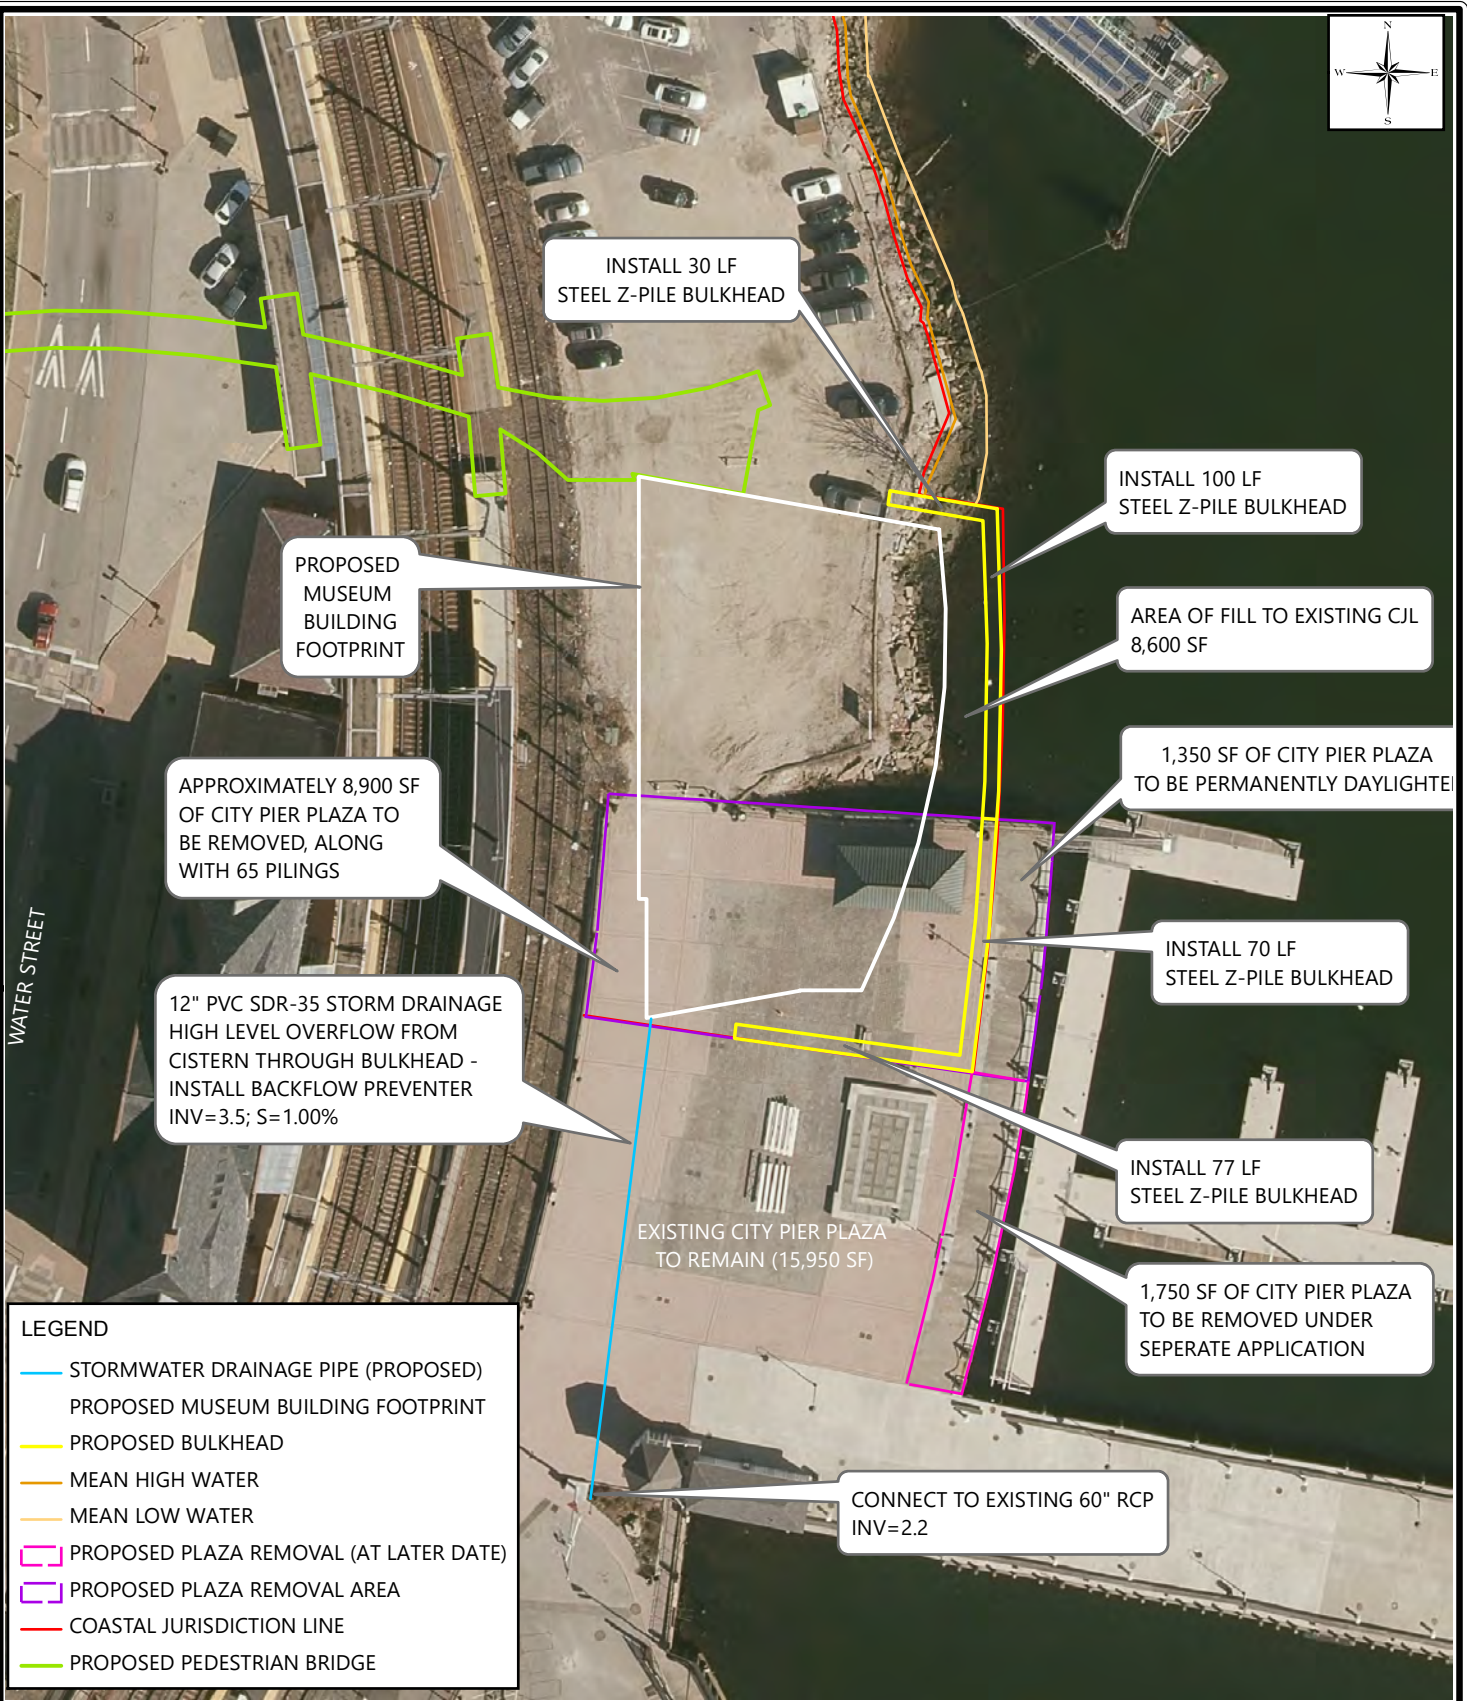 N
W E
S
INSTALL 30 LF
STEEL Z-PILE BULKHEAD
INSTALL 100 LF
STEEL Z-PILE BULKHEAD
PROPOSED
MUSEUM
BUILDING
FOOTPRINT
AREA OF FILL TO EXISTING CJL
8,600 SF
1,350 SF OF CITY PIER PLAZA
TO BE PERMANENTLY DAYLIGHTE
APPROXIMATELY 8,900 SF
OF CITY PIER PLAZA TO
BE REMOVED, ALONG
WITH 65 PILINGS
WATER STREET
INSTALL 70 LF
STEEL Z-PILE BULKHEAD
12" PVC SDR-35 STORM DRAINAGE
HIGH LEVEL OVERFLOW FROM
CISTERN THROUGH BULKHEAD -
INSTALL BACKFLOW PREVENTER
INV=3.5; S=1.00%
INSTALL 77 LF
STEEL Z-PILE BULKHEAD
EXISTING CITY PIER PLAZA
TO REMAIN (15,950 SF)
1,750 SF OF CITY PIER PLAZA
TO BE REMOVED UNDER
SEPERATE APPLICATION
CONNECT TO EXISTING 60" RCP
INV=2.2
LEGEND
STORMWATER DRAINAGE PIPE (PROPOSED)
PROPOSED MUSEUM BUILDING FOOTPRINT
PROPOSED BULKHEAD
MEAN HIGH WATER
MEAN LOW WATER
PROPOSED PLAZA REMOVAL (AT LATER DATE)
PROPOSED PLAZA REMOVAL AREA
COASTAL JURISDICTION LINE
PROPOSED PEDESTRIAN BRIDGE